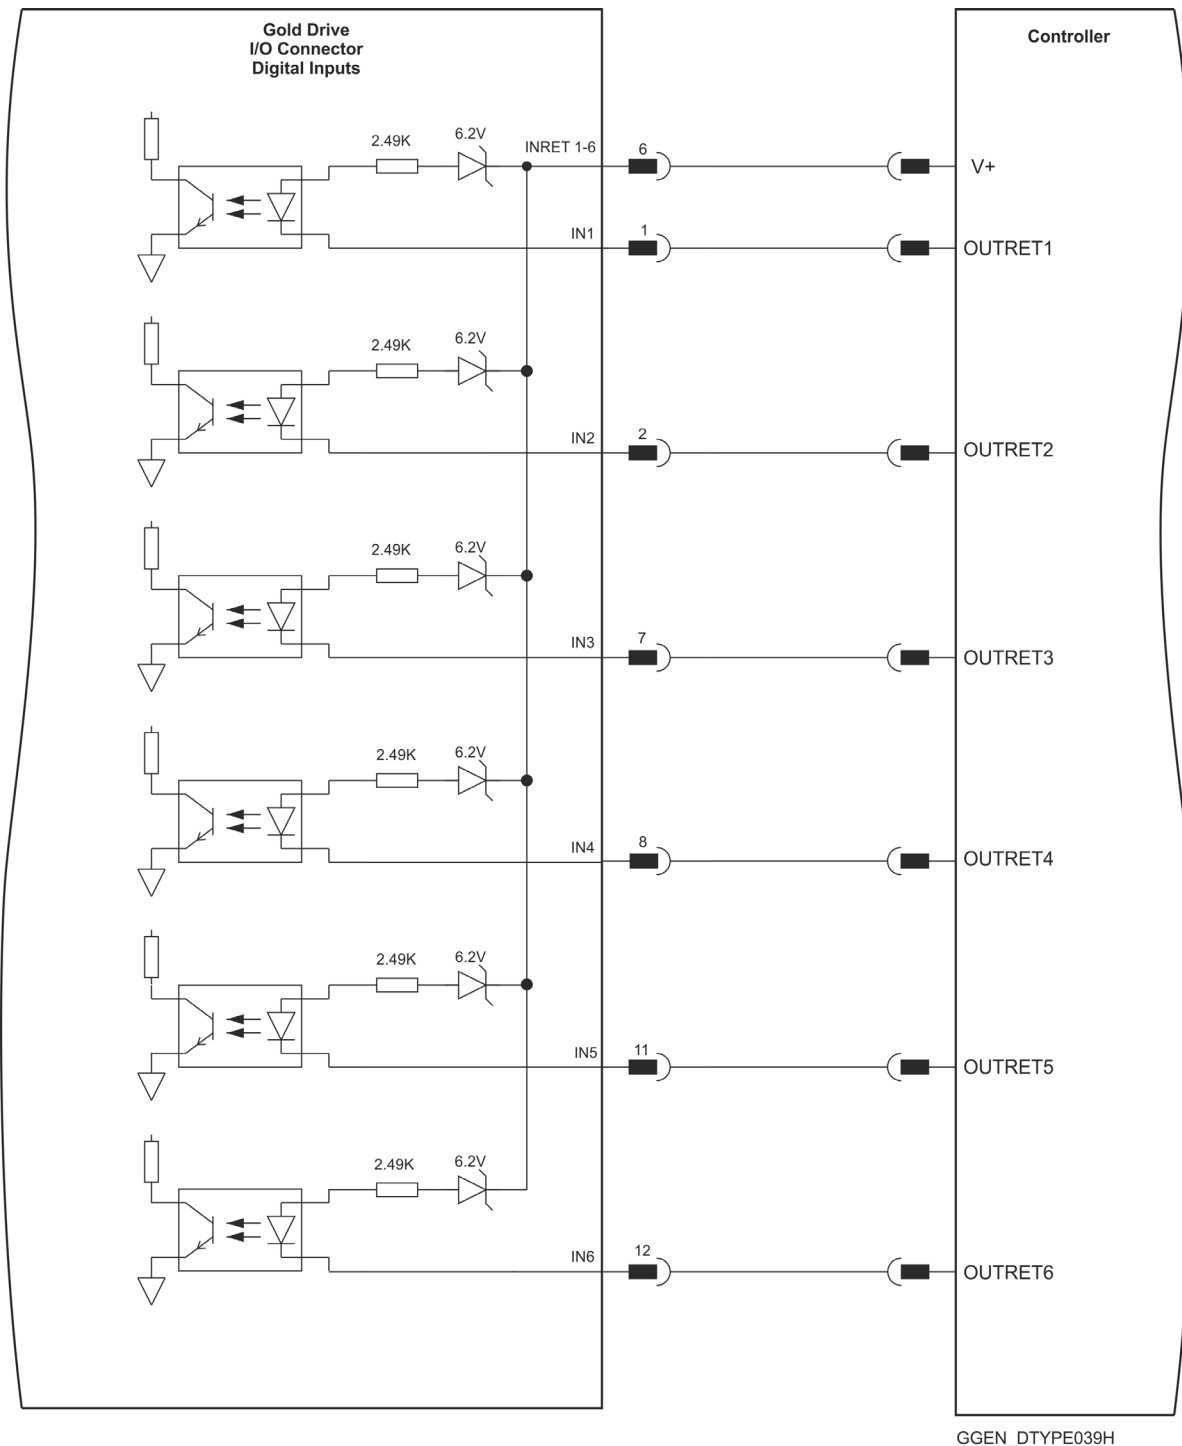 Gold Drive
I/O Connector
Digital Inputs
Controller
2.49K
6.2V
INRET 1-6
6
V+
IN1
1
OUTRET1
2.49K
6.2V
IN2
2
OUTRET2
2.49K
6.2V
IN3
7
OUTRET3
2.49K
6.2V
IN4
8
OUTRET4
2.49K
6.2V
IN5
11
OUTRET5
2.49K
6.2V
IN6
12
OUTRET6
GGEN_DTYPE039H